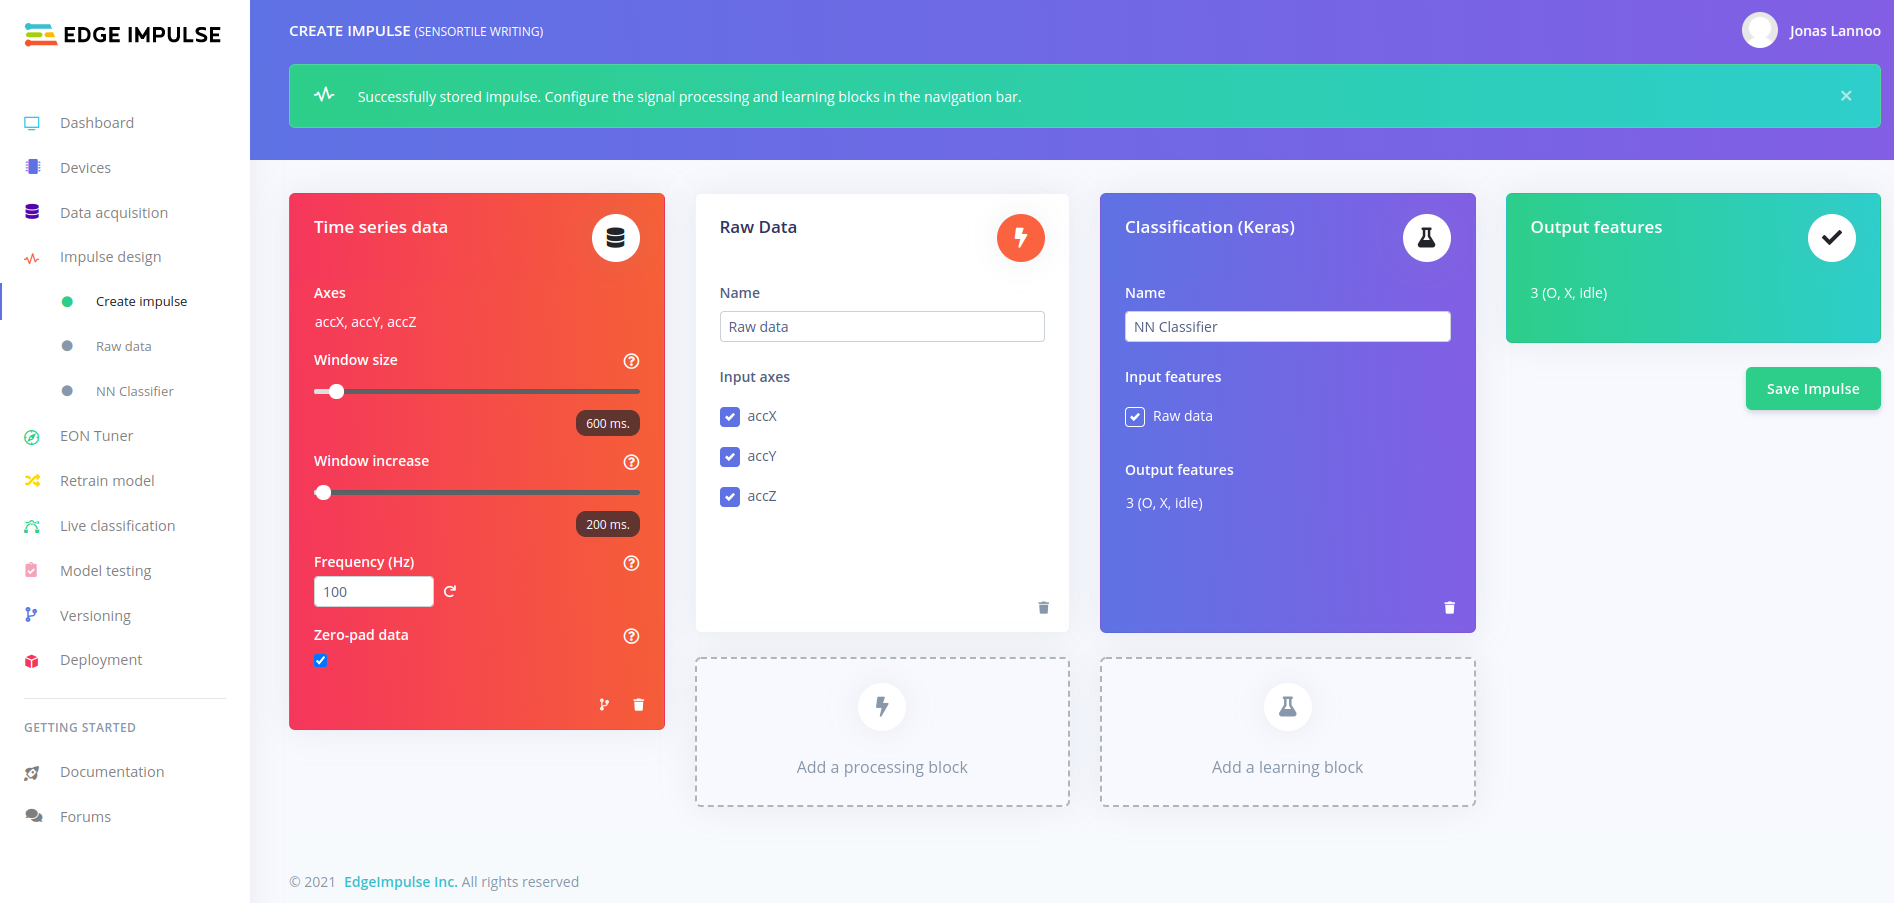 EDGE IMPULSE
Dashboard
Devices
Data acquisition
Impulse design
Create impulse
Raw data
NN Classifier
EON Tuner
Retrain model
Live classification
Model testing
Versioning
Deployment
GETTING STARTED
Documentation
Forums
CREATE IMPULSE (SENSORTILE WRITING)
Jonas Lannoo
Successfully stored impulse. Configure the signal processing and learning blocks in the navigation bar.
Time series data
Axes
accX, accY, accZ
Window size
600 ms.
Window increase
200 ms.
Frequency (Hz)
100
Zero-pad data
Raw Data
Name
Raw data
Input axes
accX
accY
accZ
Add a processing block
Classification (Keras)
Name
NN Classifier
Input features
Raw data
Output features
3 (O, X, idle)
Add a learning block
Output features
3 (O, X, idle)
Save Impulse
© 2021 EdgeImpulse Inc. All rights reserved